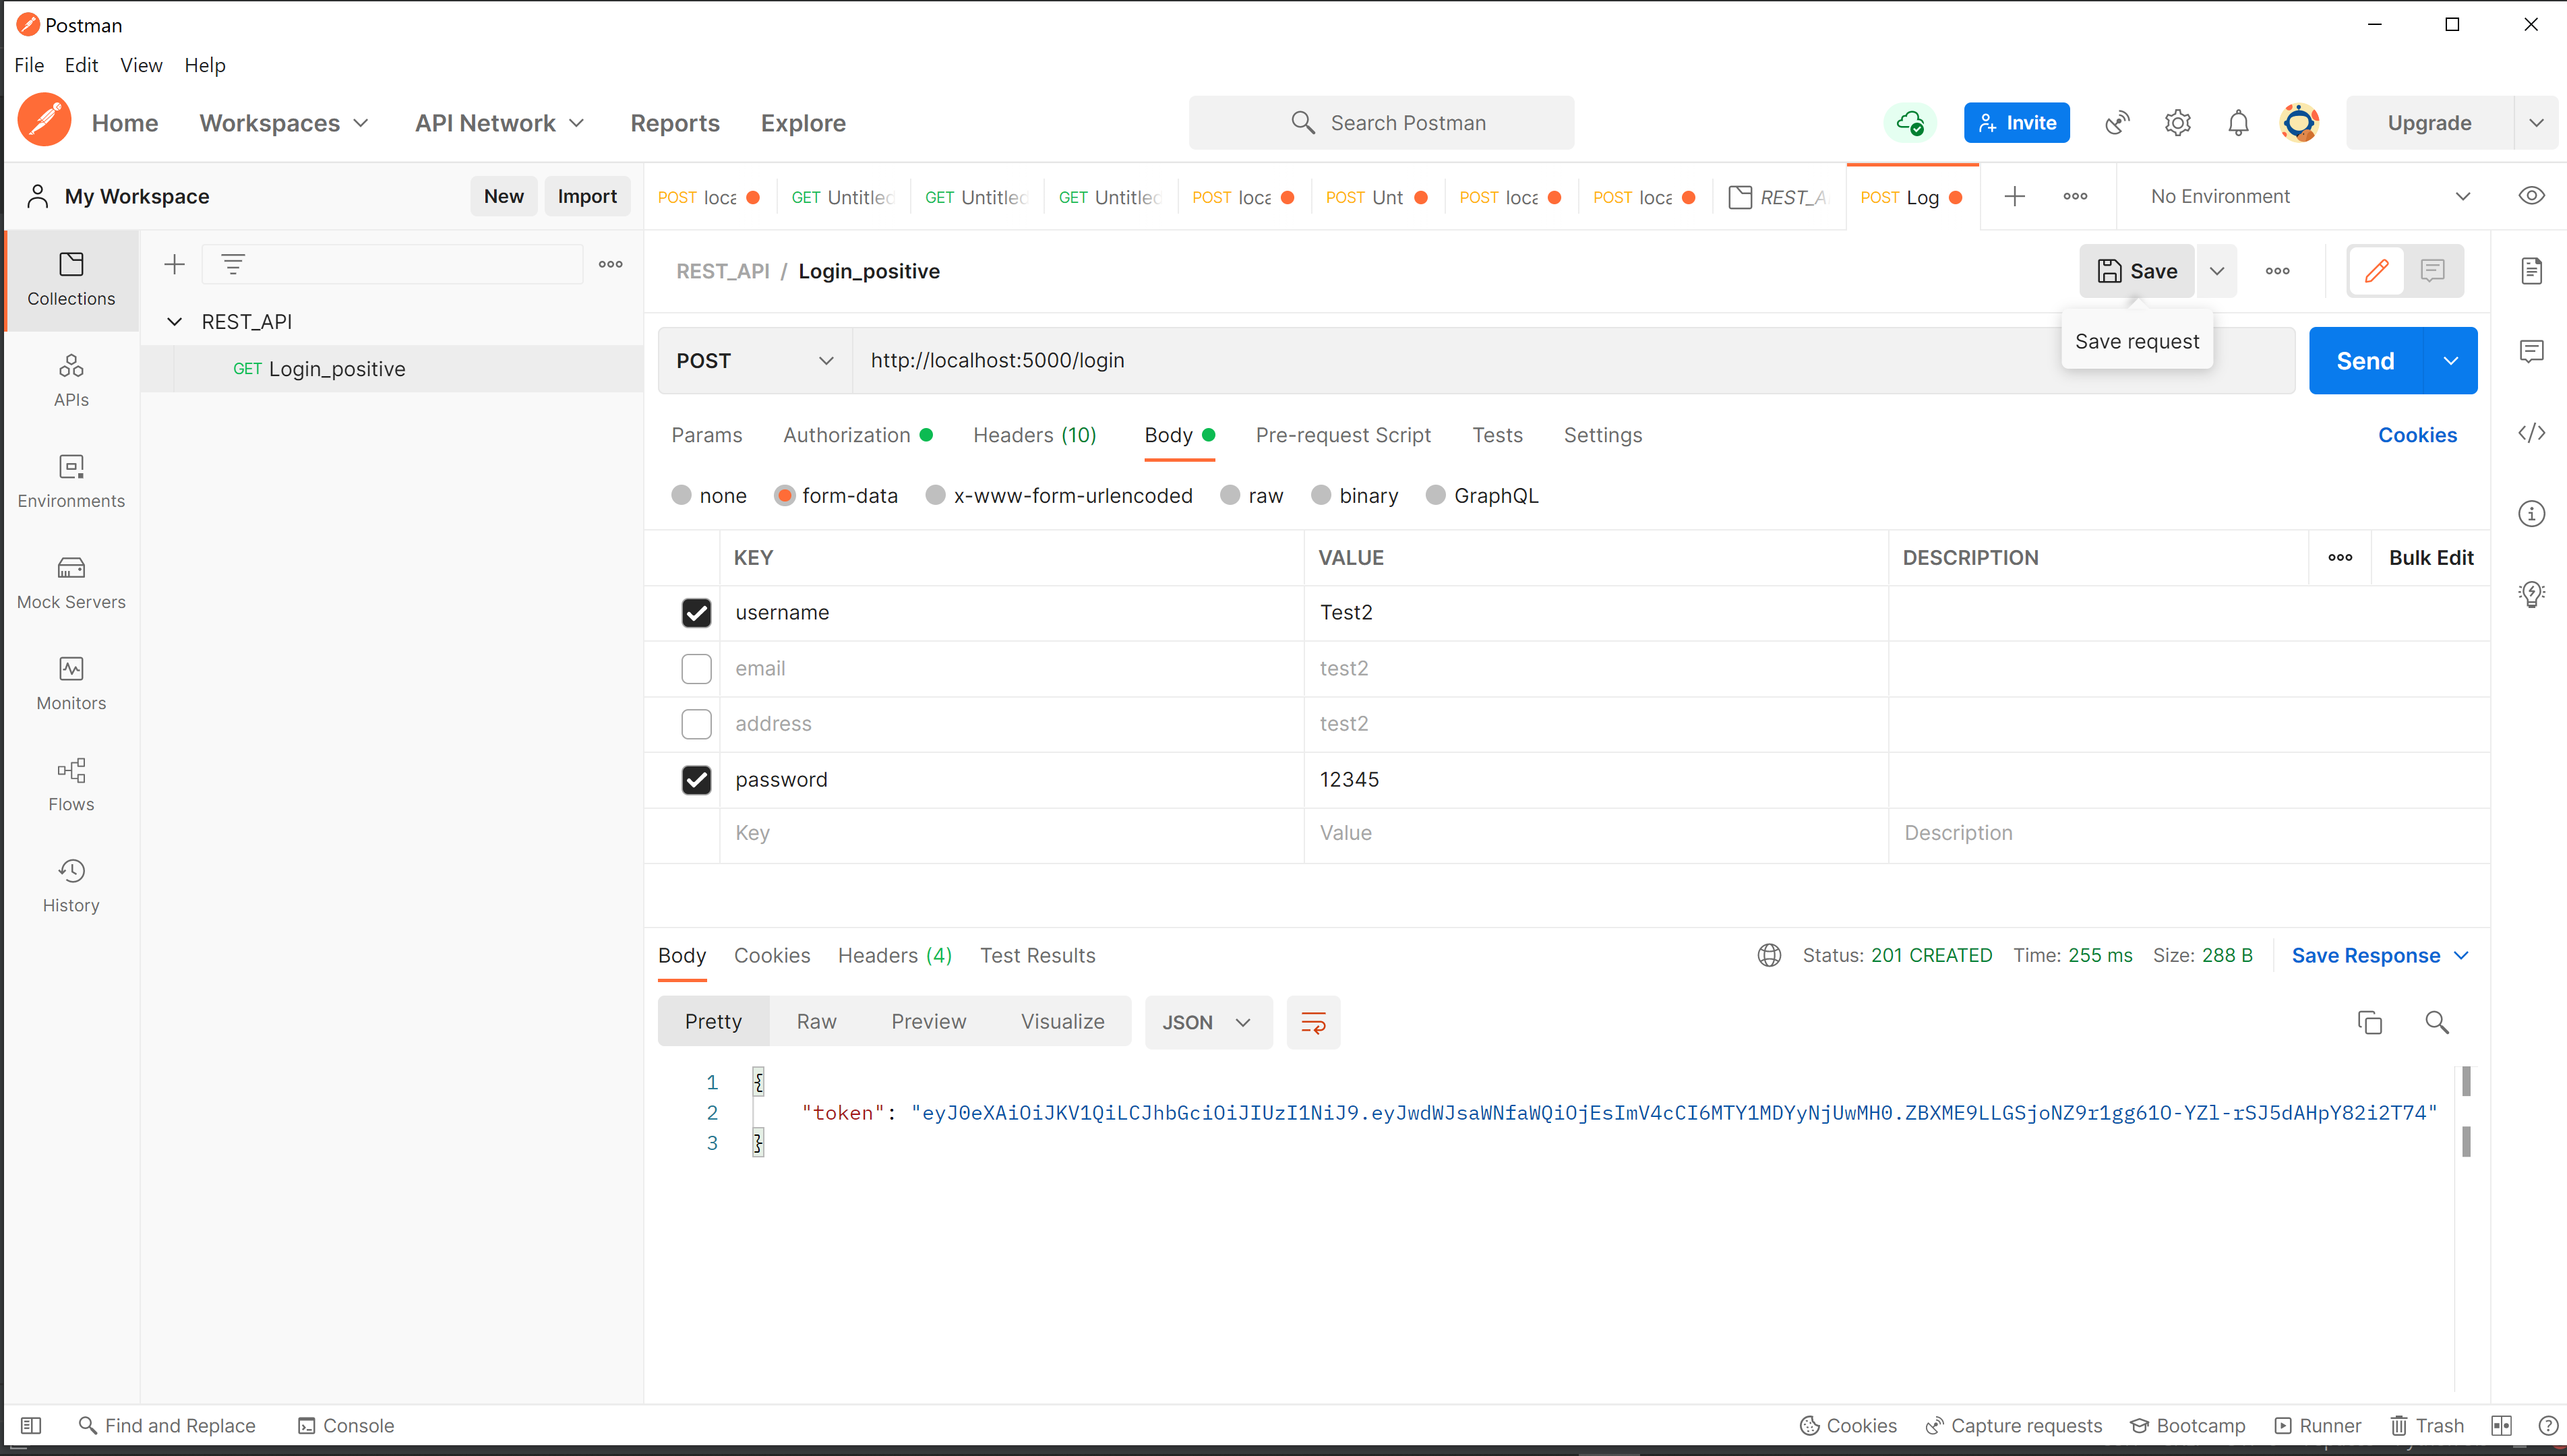 Postman
File Edit View Help
Home Workspaces API Network Reports Explore Search Postman Invite Upgrade
My Workspace New Import POST loca GET Untitled GET Untitled GET Untitled POST loca POST Unt POST loca POST loca REST_A POST Log No Environment
Collections
REST_API / Login_positive Save
REST_API
Save request
GET Login_positive
POST http://localhost:5000/login Send
APIs
Params Authorization Headers (10) Body Pre-request Script Tests Settings Cookies
Environments
none form-data x-www-form-urlencoded raw binary GraphQL
KEY VALUE DESCRIPTION Bulk Edit
Mock Servers
username Test2
email test2
Monitors
address test2
password 12345
Flows
Key Value Description
History
Body Cookies Headers (4) Test Results Status: 201 CREATED Time: 255 ms Size: 288 B Save Response
Pretty Raw Preview Visualize JSON
1 {
2 "token": "eyJ0eXAiOiJKV1QiLCJhbGciOiJIUzI1NiJ9.eyJwdWJsaWNfaWQiOjEsImV4cCI6MTY1MDYyNjUwMH0.ZBXME9LLGSjoNZ9r1gg61O-YZl-rSJ5dAHpY82i2T74"
3 }
Find and Replace Console Cookies Capture requests Bootcamp Runner Trash